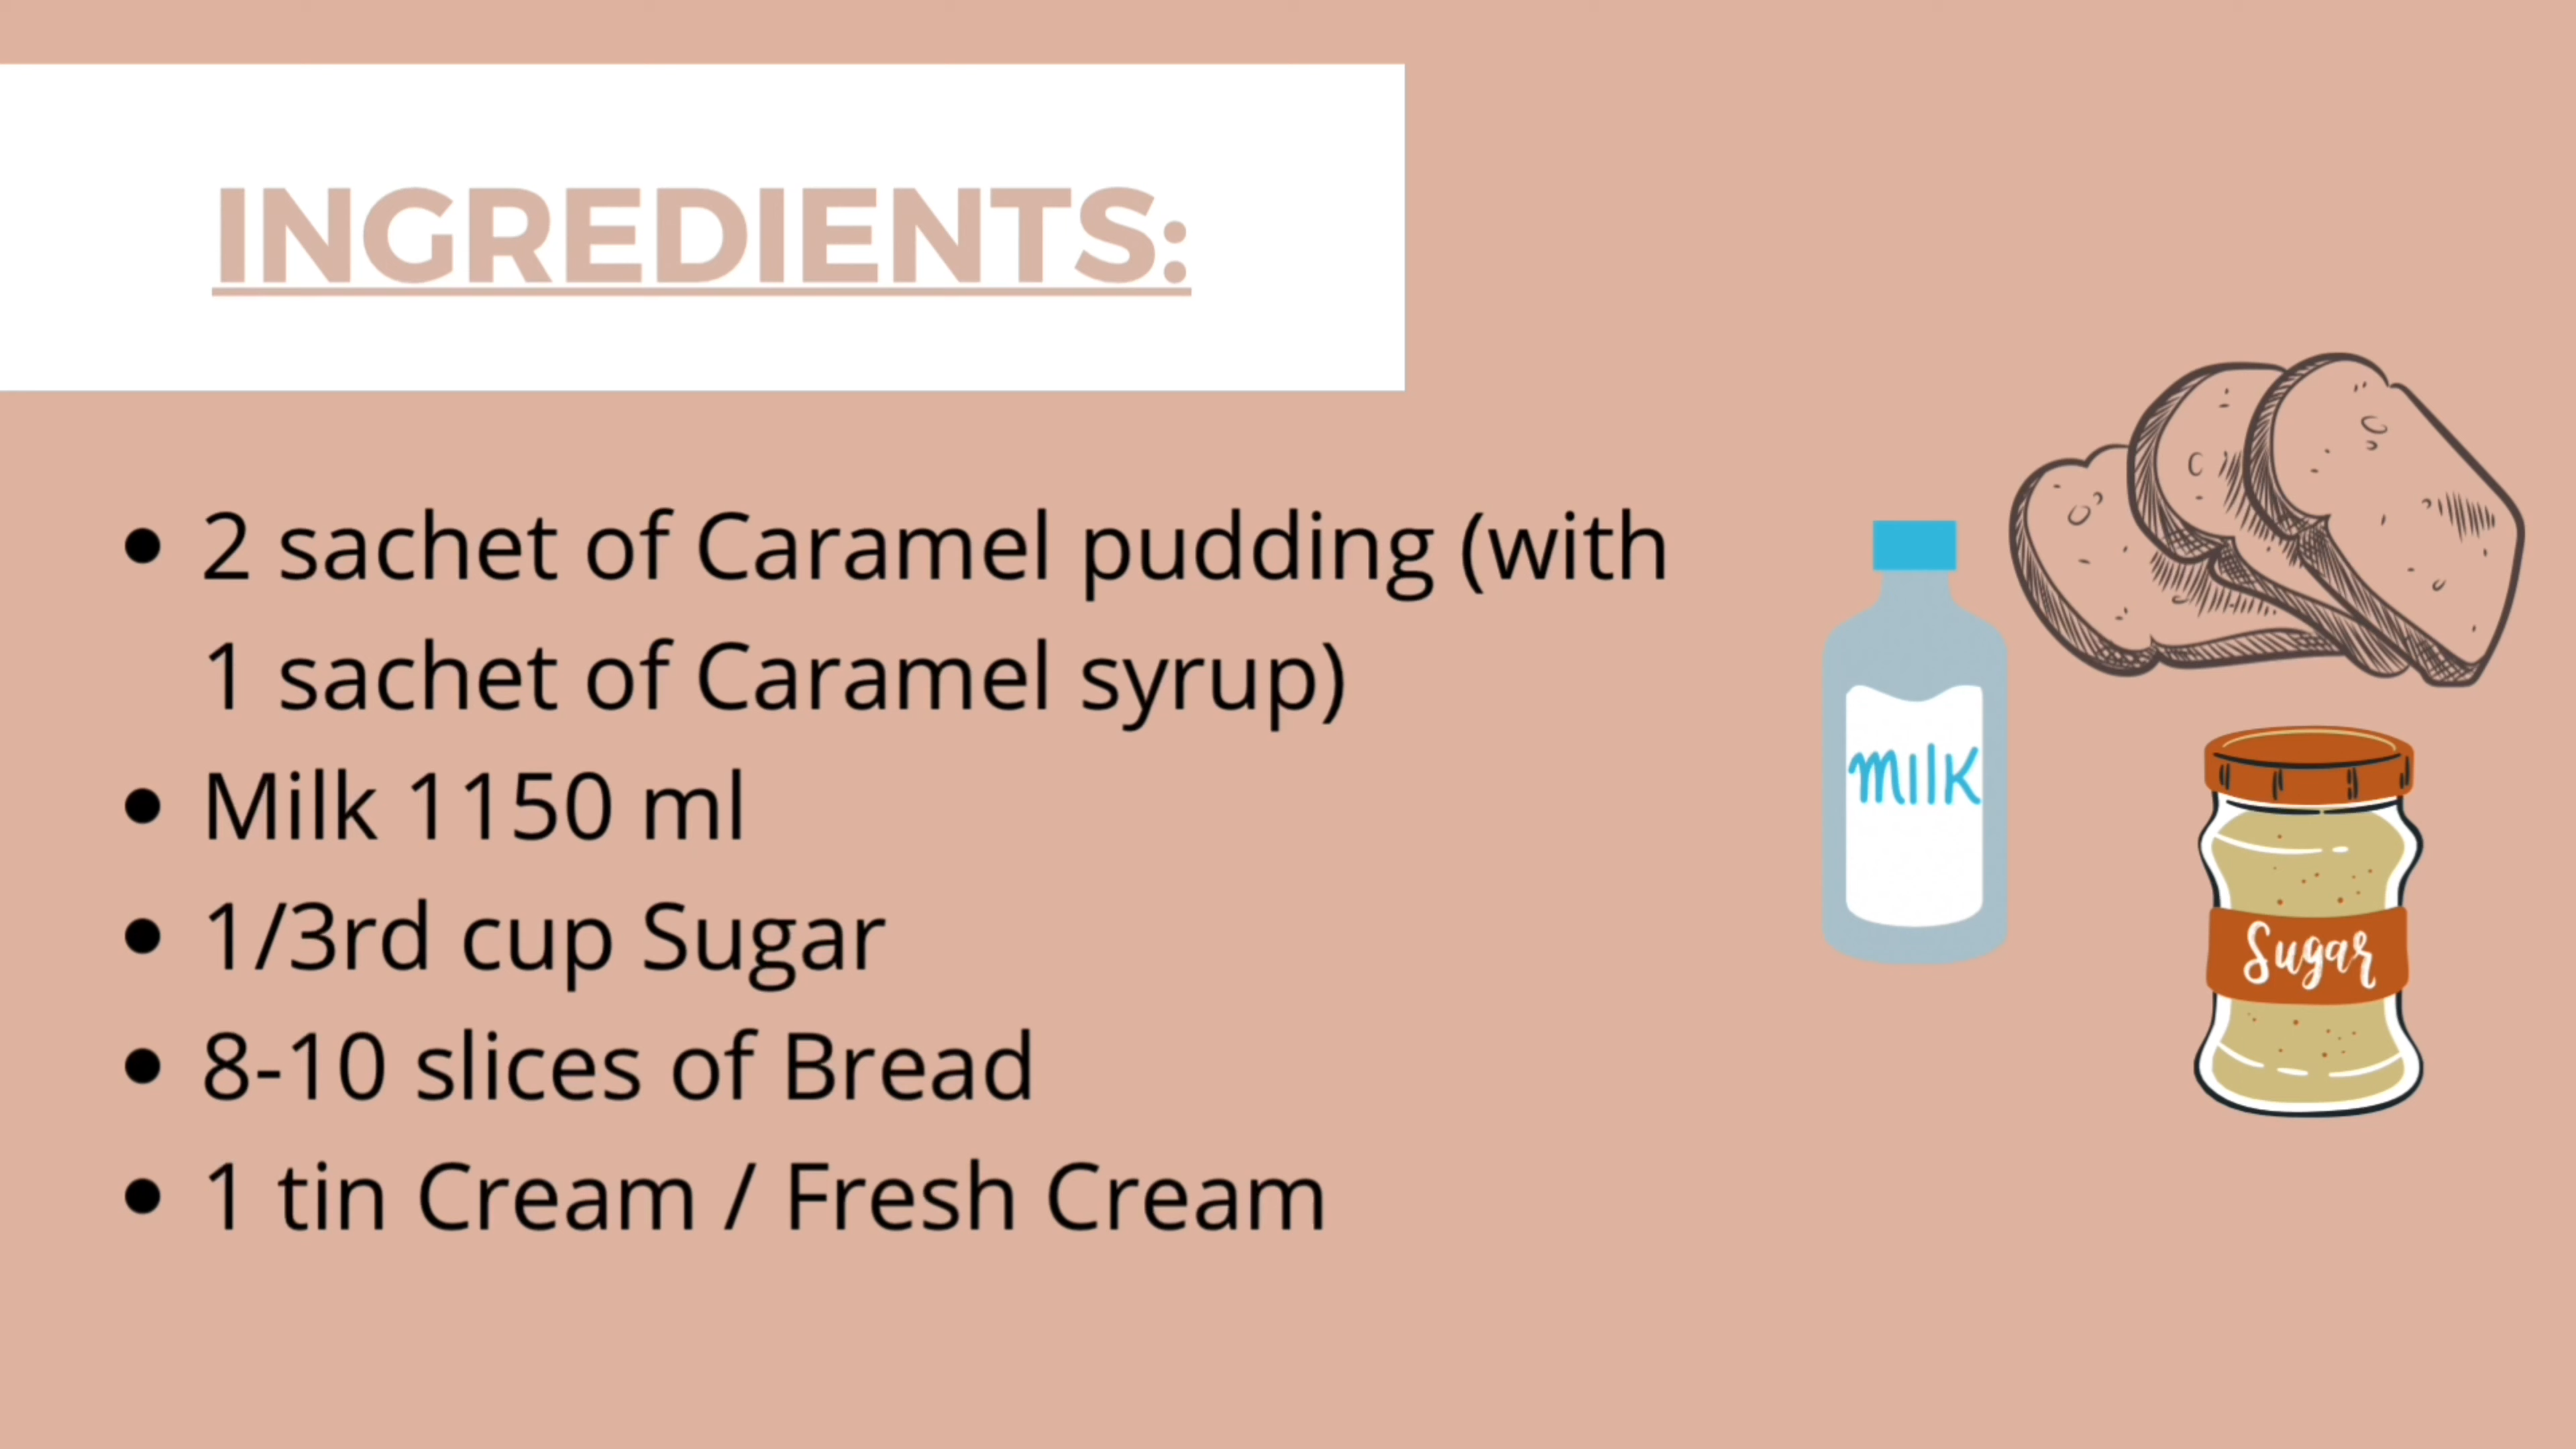 INGREDIENTS:
2 sachet of Caramel pudding (with
1 sachet of Caramel syrup)
Milk 1150 ml
1/3rd cup Sugar
8-10 slices of Bread
1 tin Cream / Fresh Cream
milk
Sugar